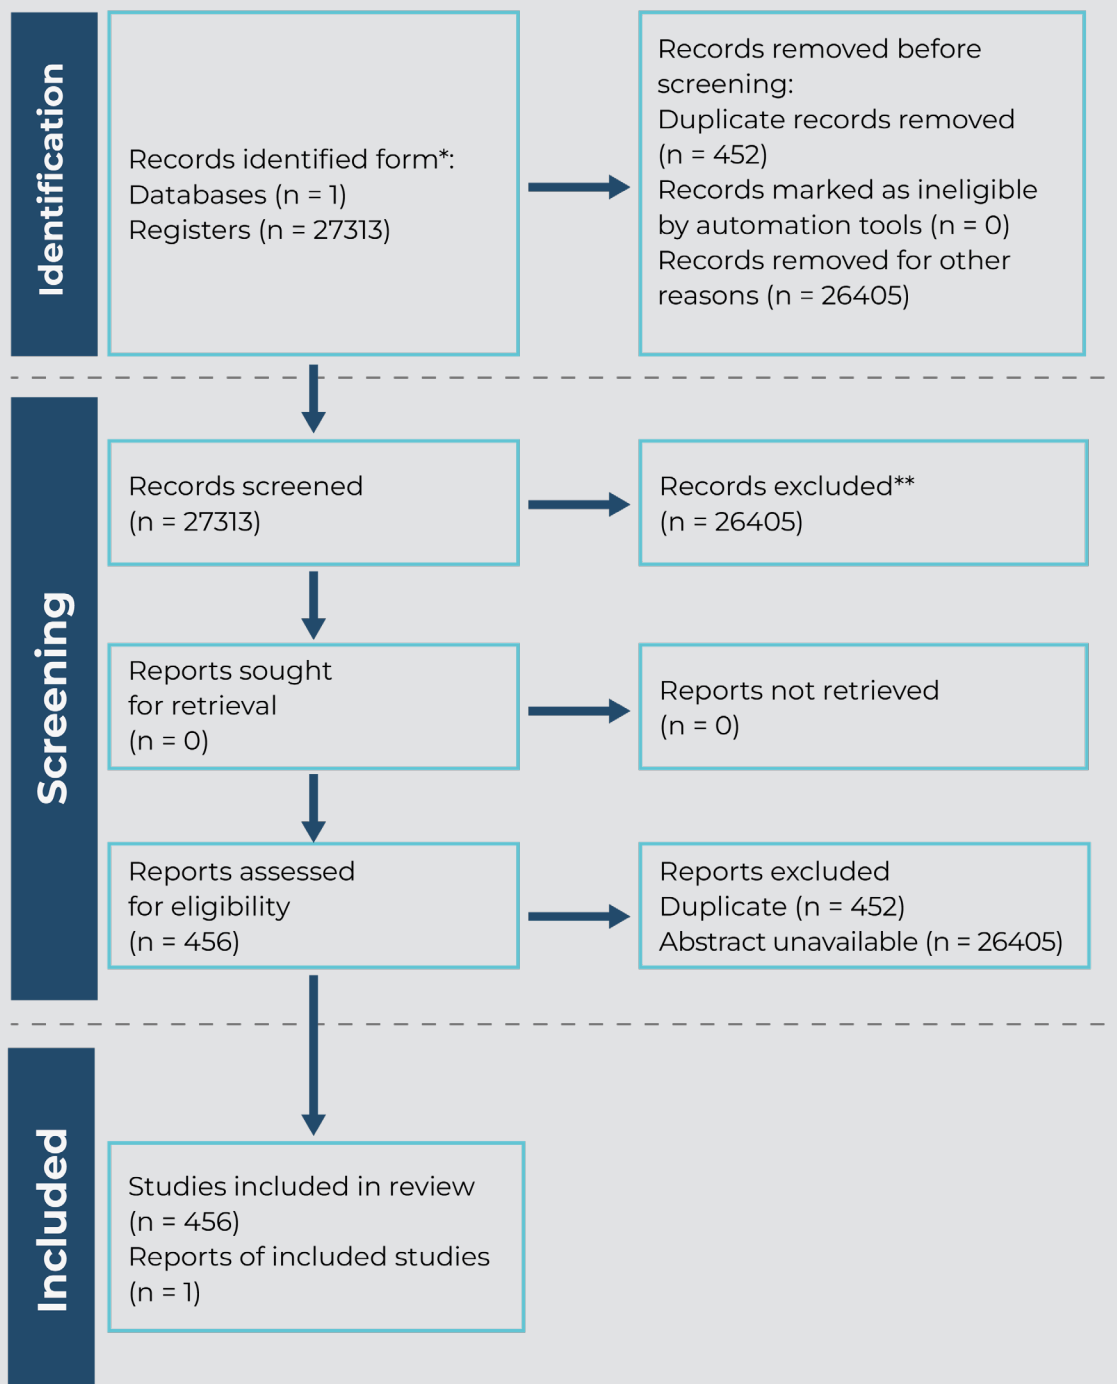 Identification
Records identified form*:
Databases (n = 1)
Registers (n = 27313)
Records removed before
screening:
Duplicate records removed
(n = 452)
Records marked as ineligible
by automation tools (n = 0)
Records removed for other
reasons (n = 26405)
Screening
Records screened
(n = 27313)
Records excluded**
(n = 26405)
Reports sought
for retrieval
(n = 0)
Reports not retrieved
(n = 0)
Reports assessed
for eligibility
(n = 456)
Reports excluded
Duplicate (n = 452)
Abstract unavailable (n = 26405)
Included
Studies included in review
(n = 456)
Reports of included studies
(n = 1)